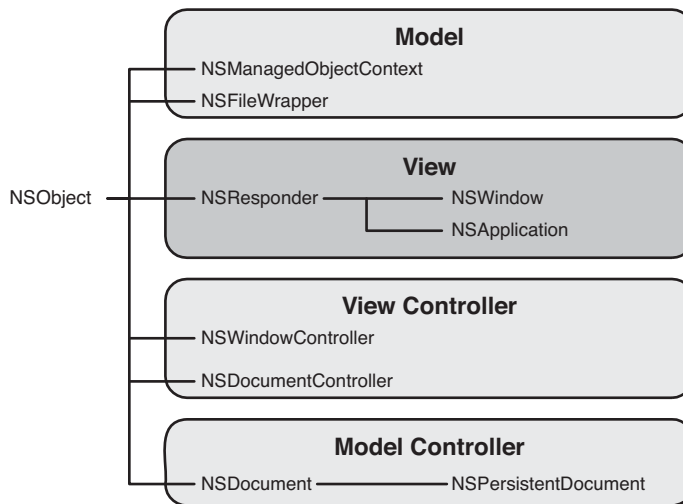 Model
NSManagedObjectContext
NSFileWrapper
View
NSObject
NSResponder
NSWindow
NSApplication
View Controller
NSWindowController
NSDocumentController
Model Controller
NSDocument
NSPersistentDocument